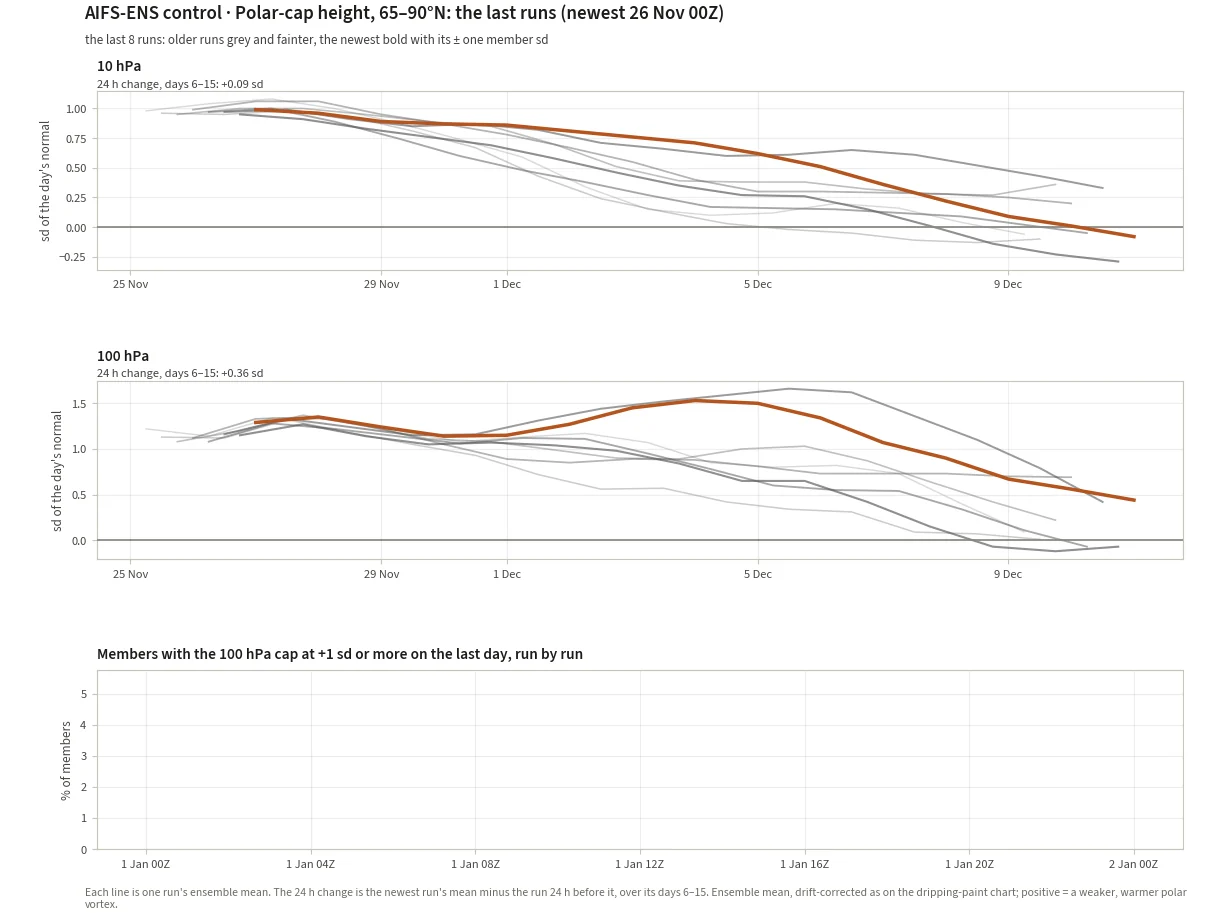 AIFS-ENS control · Polar-cap height, 65–90°N: the last runs (newest 26 Nov 00Z)
the last 8 runs: older runs grey and fainter, the newest bold with its ± one member sd
10 hPa
24 h change, days 6–15: +0.09 sd
sd of the day's normal
1.00
0.75
0.50
0.25
0.00
−0.25
25 Nov
29 Nov
1 Dec
5 Dec
9 Dec
100 hPa
24 h change, days 6–15: +0.36 sd
sd of the day's normal
1.5
1.0
0.5
0.0
25 Nov
29 Nov
1 Dec
5 Dec
9 Dec
Members with the 100 hPa cap at +1 sd or more on the last day, run by run
% of members
5
4
3
2
1
0
1 Jan 00Z
1 Jan 04Z
1 Jan 08Z
1 Jan 12Z
1 Jan 16Z
1 Jan 20Z
2 Jan 00Z
Each line is one run's ensemble mean. The 24 h change is the newest run's mean minus the run 24 h before it, over its days 6–15. Ensemble mean, drift-corrected as on the dripping-paint chart; positive = a weaker, warmer polar
vortex.